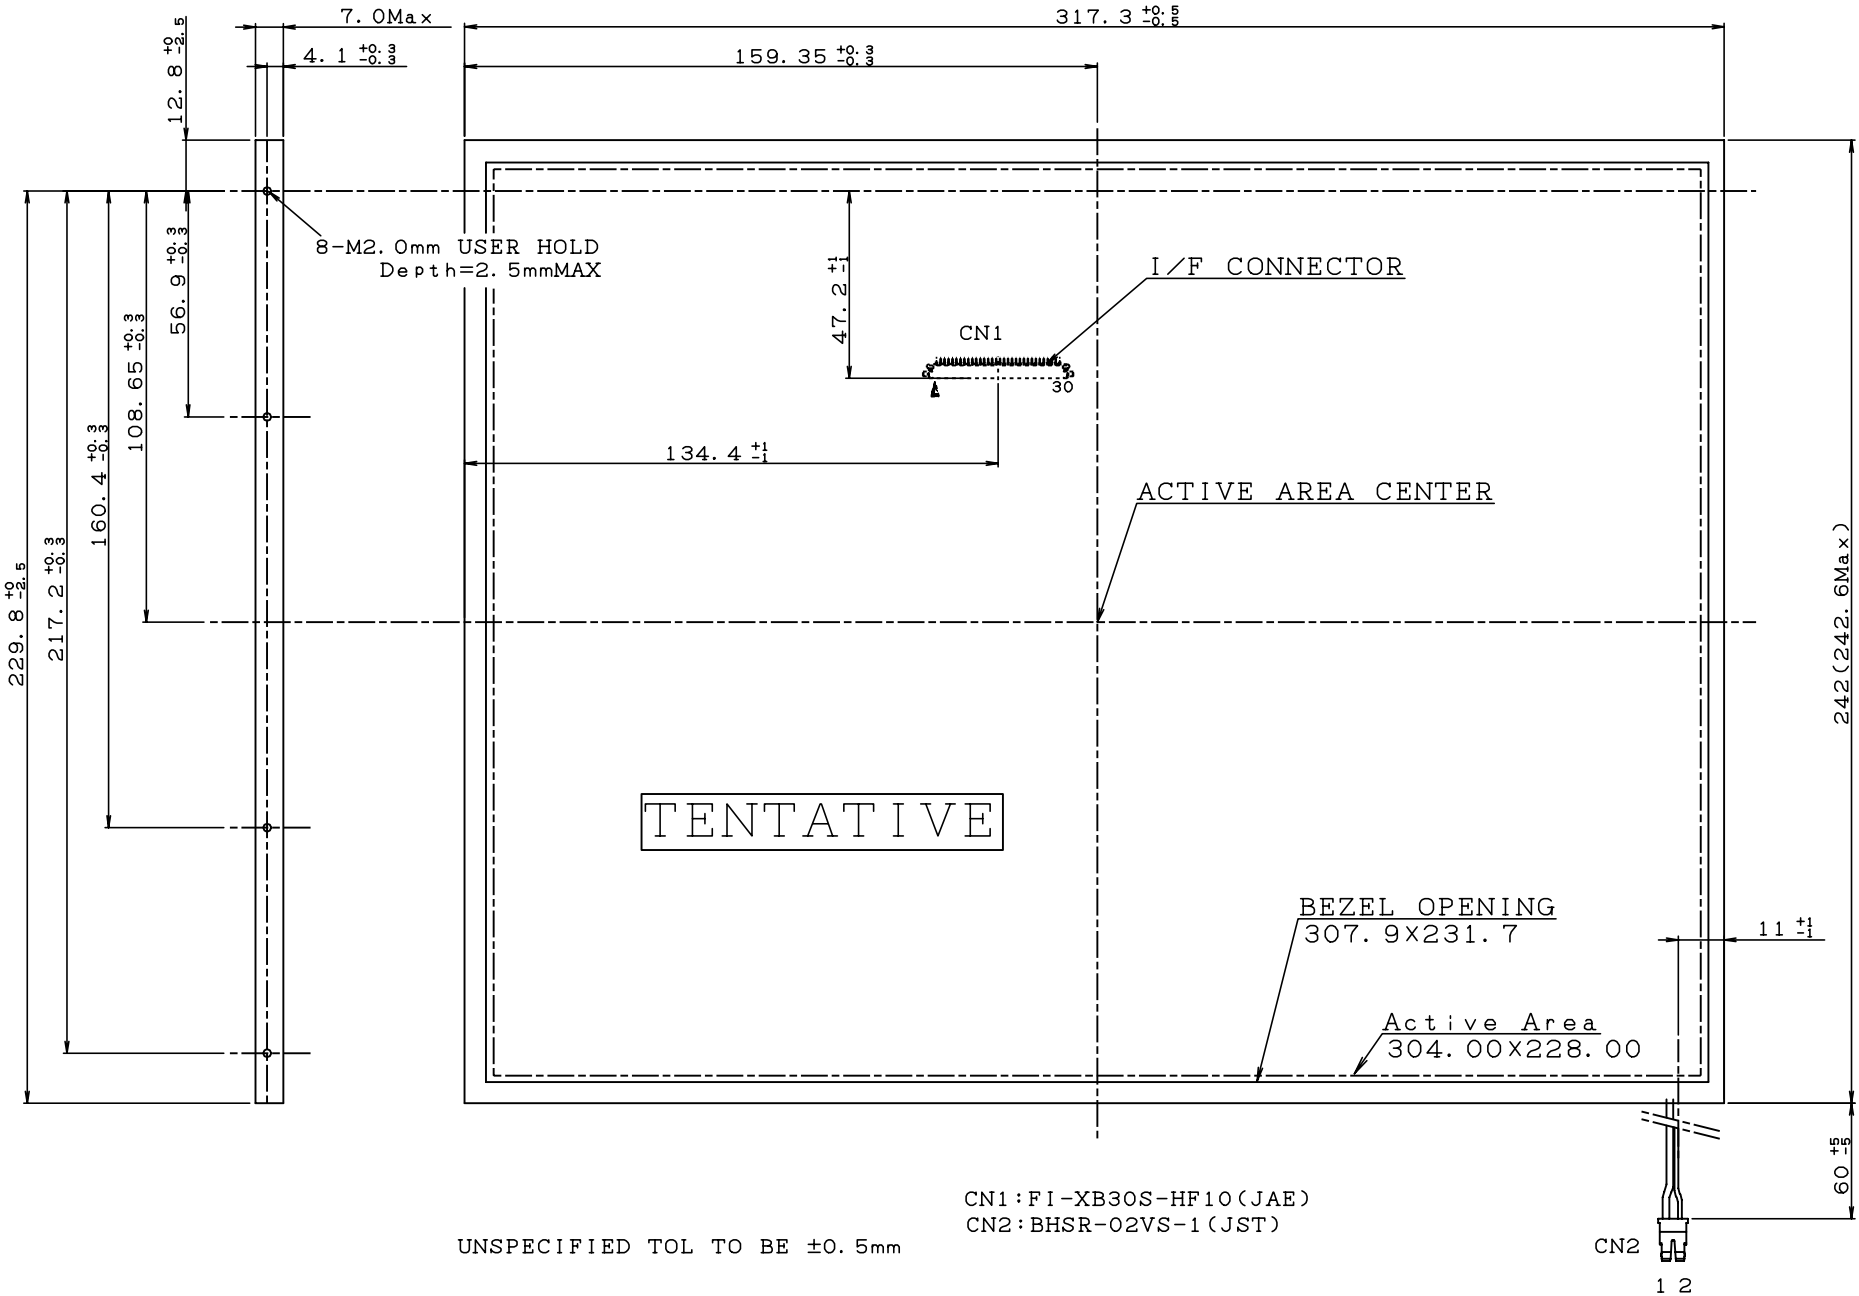 7.0Max
317.3 +0.5 -0.5
4.1 +0.3 -0.3
159.35 +0.3 -0.3
12.8 +0 -2.5
8-M2.0mm USER HOLD
Depth=2.5mmMAX
56.9 +0.3 -0.3
47.2 +1 -1
I/F CONNECTOR
CN1
30
108.65 +0.3 -0.3
134.4 +1 -1
160.4 +0.3 -0.3
ACTIVE AREA CENTER
217.2 +0.3 -0.3
229.8 +0 -2.5
242(242.6Max)
TENTATIVE
BEZEL OPENING
307.9X231.7
11 +1 -1
Active Area
304.00X228.00
60 +5 -5
CN1:FI-XB30S-HF10(JAE)
CN2:BHSR-02VS-1(JST)
UNSPECIFIED TOL TO BE ±0.5mm
CN2
1 2